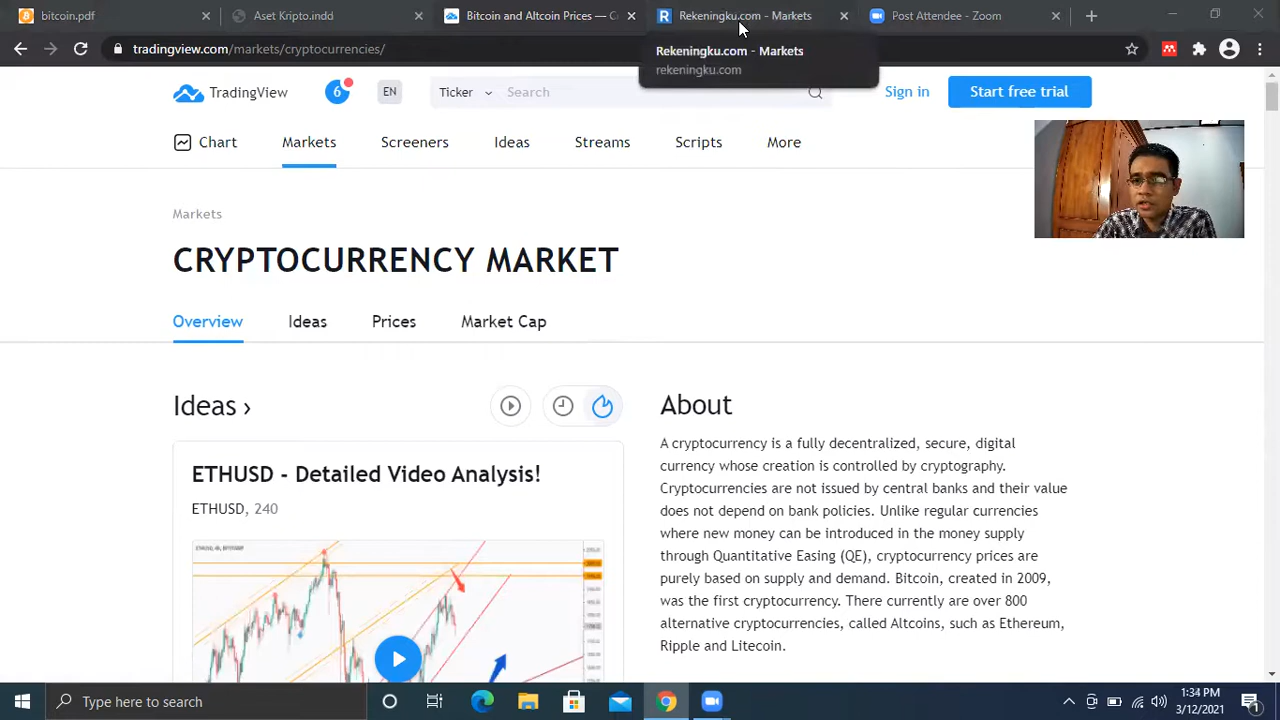 bitcoin.pdf
Aset Kripto.indd
Bitcoin and Altcoin Prices — C
Rekeningku.com - Markets
Post Attendee - Zoom
tradingview.com/markets/cryptocurrencies/
Rekeningku.com - Markets
rekeningku.com
TradingView
6
EN
Ticker
Search
Sign in
Start free trial
Chart
Markets
Screeners
Ideas
Streams
Scripts
More
Markets
CRYPTOCURRENCY MARKET
Overview
Ideas
Prices
Market Cap
Ideas ›
ETHUSD - Detailed Video Analysis!
ETHUSD, 240
About
A cryptocurrency is a fully decentralized, secure, digital
currency whose creation is controlled by cryptography.
Cryptocurrencies are not issued by central banks and their value
does not depend on bank policies. Unlike regular currencies
where new money can be introduced in the money supply
through Quantitative Easing (QE), cryptocurrency prices are
purely based on supply and demand. Bitcoin, created in 2009,
was the first cryptocurrency. There currently are over 800
alternative cryptocurrencies, called Altcoins, such as Ethereum,
Ripple and Litecoin.
Type here to search
1:34 PM
3/12/2021
1